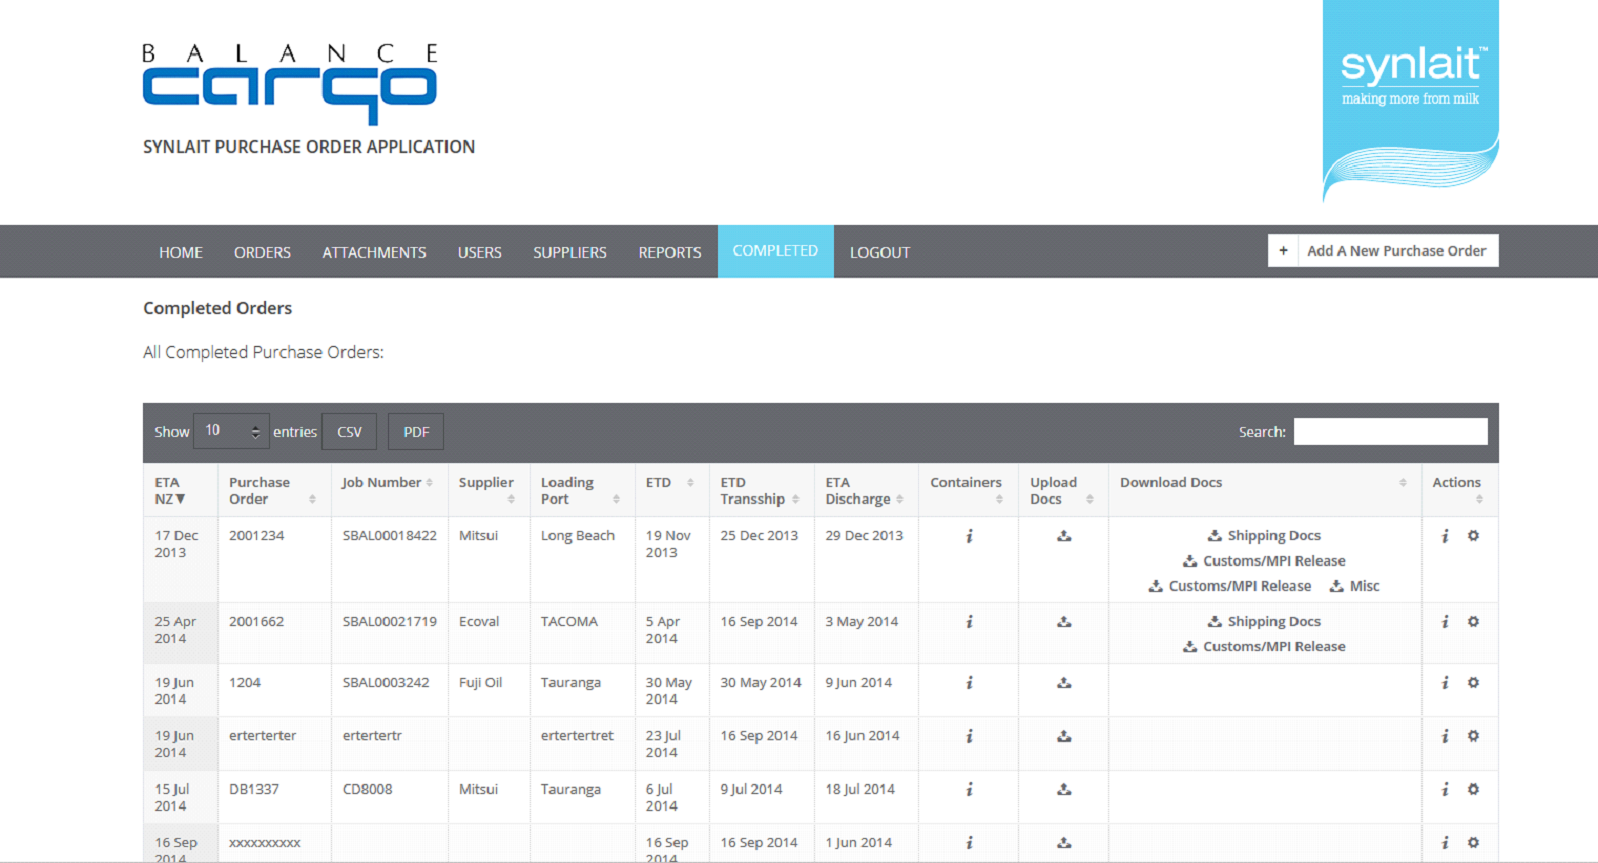 BALANCE
cargo
SYNLAIT PURCHASE ORDER APPLICATION
synlait™
making more from milk
HOME ORDERS ATTACHMENTS USERS SUPPLIERS REPORTS COMPLETED LOGOUT + Add A New Purchase Order
Completed Orders
All Completed Purchase Orders:
Show 10 entries CSV PDF Search:
ETA NZ▼ Purchase Order Job Number Supplier Loading Port ETD ETD Transship ETA Discharge Containers Upload Docs Download Docs Actions
17 Dec 2013 2001234 SBAL00018422 Mitsui Long Beach 19 Nov 2013 25 Dec 2013 29 Dec 2013 i Shipping Docs i
Customs/MPI Release
Customs/MPI Release Misc
25 Apr 2014 2001662 SBAL00021719 Ecoval TACOMA 5 Apr 2014 16 Sep 2014 3 May 2014 i Shipping Docs i
Customs/MPI Release
19 Jun 2014 1204 SBAL0003242 Fuji Oil Tauranga 30 May 2014 30 May 2014 9 Jun 2014 i i
19 Jun 2014 erterterter ertertertr ertertertret 23 Jul 2014 16 Sep 2014 16 Jun 2014 i i
15 Jul 2014 DB1337 CD8008 Mitsui Tauranga 6 Jul 2014 9 Jul 2014 18 Jul 2014 i i
16 Sep 2014 xxxxxxxxxx 16 Sep 2014 16 Sep 2014 1 Jun 2014 i i